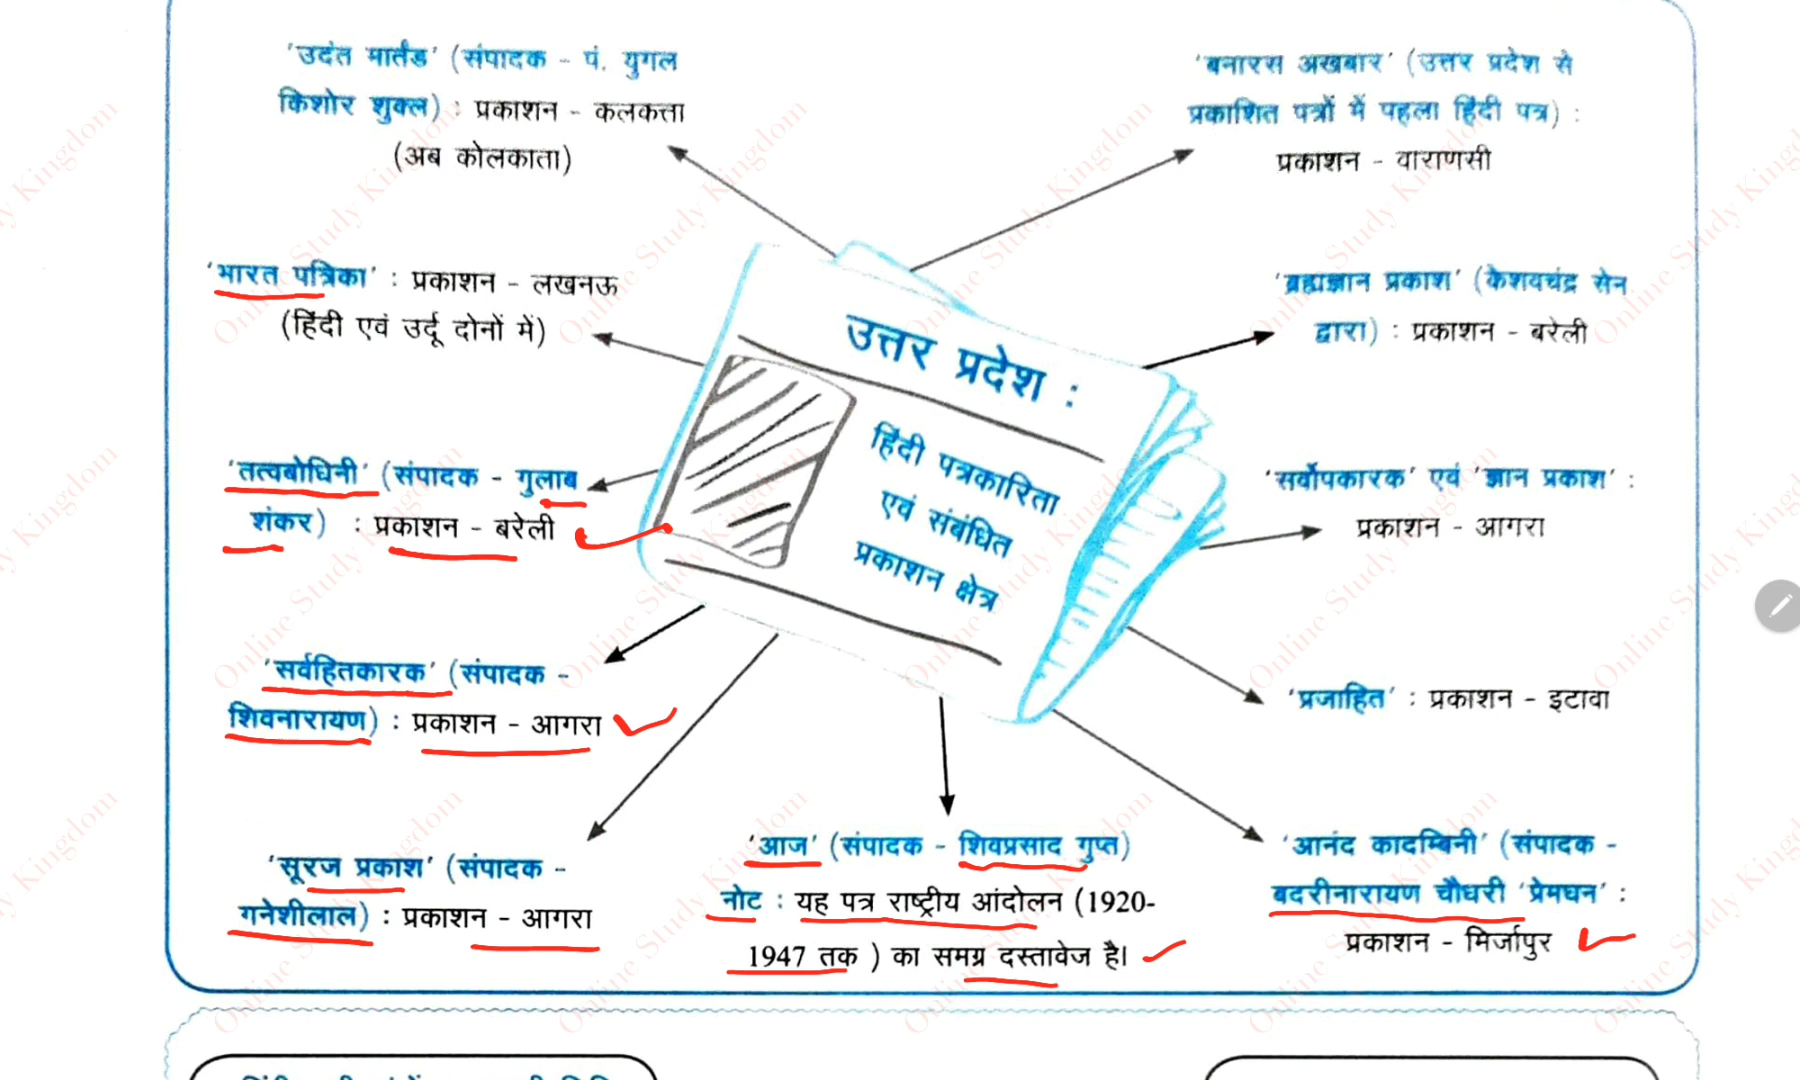 'उदंत मार्तंड' (संपादक - पं. युगल
किशोर शुक्ल) : प्रकाशन - कलकत्ता
(अब कोलकाता)
'बनारस अखबार' (उत्तर प्रदेश से
प्रकाशित पत्रों में पहला हिंदी पत्र) :
प्रकाशन - वाराणसी
'भारत पत्रिका' : प्रकाशन - लखनऊ
(हिंदी एवं उर्दू दोनों में)
'ब्रह्मज्ञान प्रकाश' (केशवचंद्र सेन
द्वारा) : प्रकाशन - बरेली
उत्तर प्रदेश :
हिंदी पत्रकारिता
एवं संबंधित
प्रकाशन क्षेत्र
'तत्वबोधिनी' (संपादक - गुलाब
शंकर) : प्रकाशन - बरेली
'सर्वोपकारक' एवं 'ज्ञान प्रकाश' :
प्रकाशन - आगरा
'सर्वहितकारक' (संपादक -
शिवनारायण) : प्रकाशन - आगरा
'प्रजाहित' : प्रकाशन - इटावा
'सूरज प्रकाश' (संपादक -
गनेशीलाल) : प्रकाशन - आगरा
'आज' (संपादक - शिवप्रसाद गुप्त)
नोट : यह पत्र राष्ट्रीय आंदोलन (1920-
1947 तक ) का समग्र दस्तावेज है।
'आनंद कादम्बिनी' (संपादक -
बदरीनारायण चौधरी 'प्रेमघन' :
प्रकाशन - मिर्जापुर
Online Study Kingdom